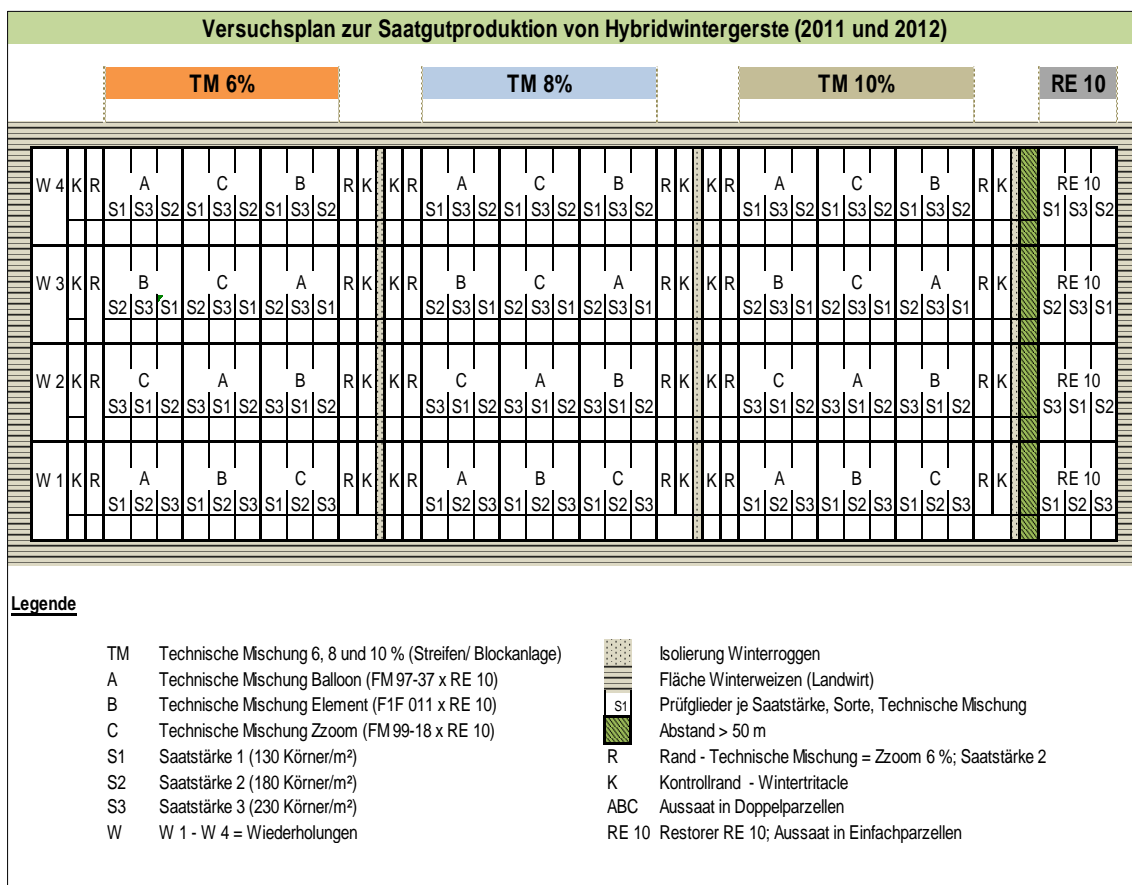 Versuchsplan zur Saatgutproduktion von Hybridwintergerste (2011 und 2012)
TM 6% TM 8% TM 10% RE 10
W 4 K R A C B R K K R A C B R K K R A C B R K RE 10
S1 S3 S2 S1 S3 S2 S1 S3 S2 S1 S3 S2 S1 S3 S2 S1 S3 S2 S1 S3 S2 S1 S3 S2 S1 S3 S2 S1 S3 S2
W 3 K R B C A R K K R B C A R K K R B C A R K RE 10
S2 S3 S1 S2 S3 S1 S2 S3 S1 S2 S3 S1 S2 S3 S1 S2 S3 S1 S2 S3 S1 S2 S3 S1 S2 S3 S1 S2 S3 S1
W 2 K R C A B R K K R C A B R K K R C A B R K RE 10
S3 S1 S2 S3 S1 S2 S3 S1 S2 S3 S1 S2 S3 S1 S2 S3 S1 S2 S3 S1 S2 S3 S1 S2 S3 S1 S2 S3 S1 S2
W 1 K R A B C R K K R A B C R K K R A B C R K RE 10
S1 S2 S3 S1 S2 S3 S1 S2 S3 S1 S2 S3 S1 S2 S3 S1 S2 S3 S1 S2 S3 S1 S2 S3 S1 S2 S3 S1 S2 S3
Legende
TM Technische Mischung 6, 8 und 10 % (Streifen/ Blockanlage)
A Technische Mischung Balloon (FM 97-37 x RE 10)
B Technische Mischung Element (F1F 011 x RE 10)
C Technische Mischung Zzoom (FM 99-18 x RE 10)
S1 Saatstärke 1 (130 Körner/m²)
S2 Saatstärke 2 (180 Körner/m²)
S3 Saatstärke 3 (230 Körner/m²)
W W 1 - W 4 = Wiederholungen
Isolierung Winterroggen
Fläche Winterweizen (Landwirt)
S1 Prüfglieder je Saatstärke, Sorte, Technische Mischung
Abstand > 50 m
R Rand - Technische Mischung = Zzoom 6 %; Saatstärke 2
K Kontrollrand - Wintertritacle
ABC Aussaat in Doppelparzellen
RE 10 Restorer RE 10; Aussaat in Einfachparzellen